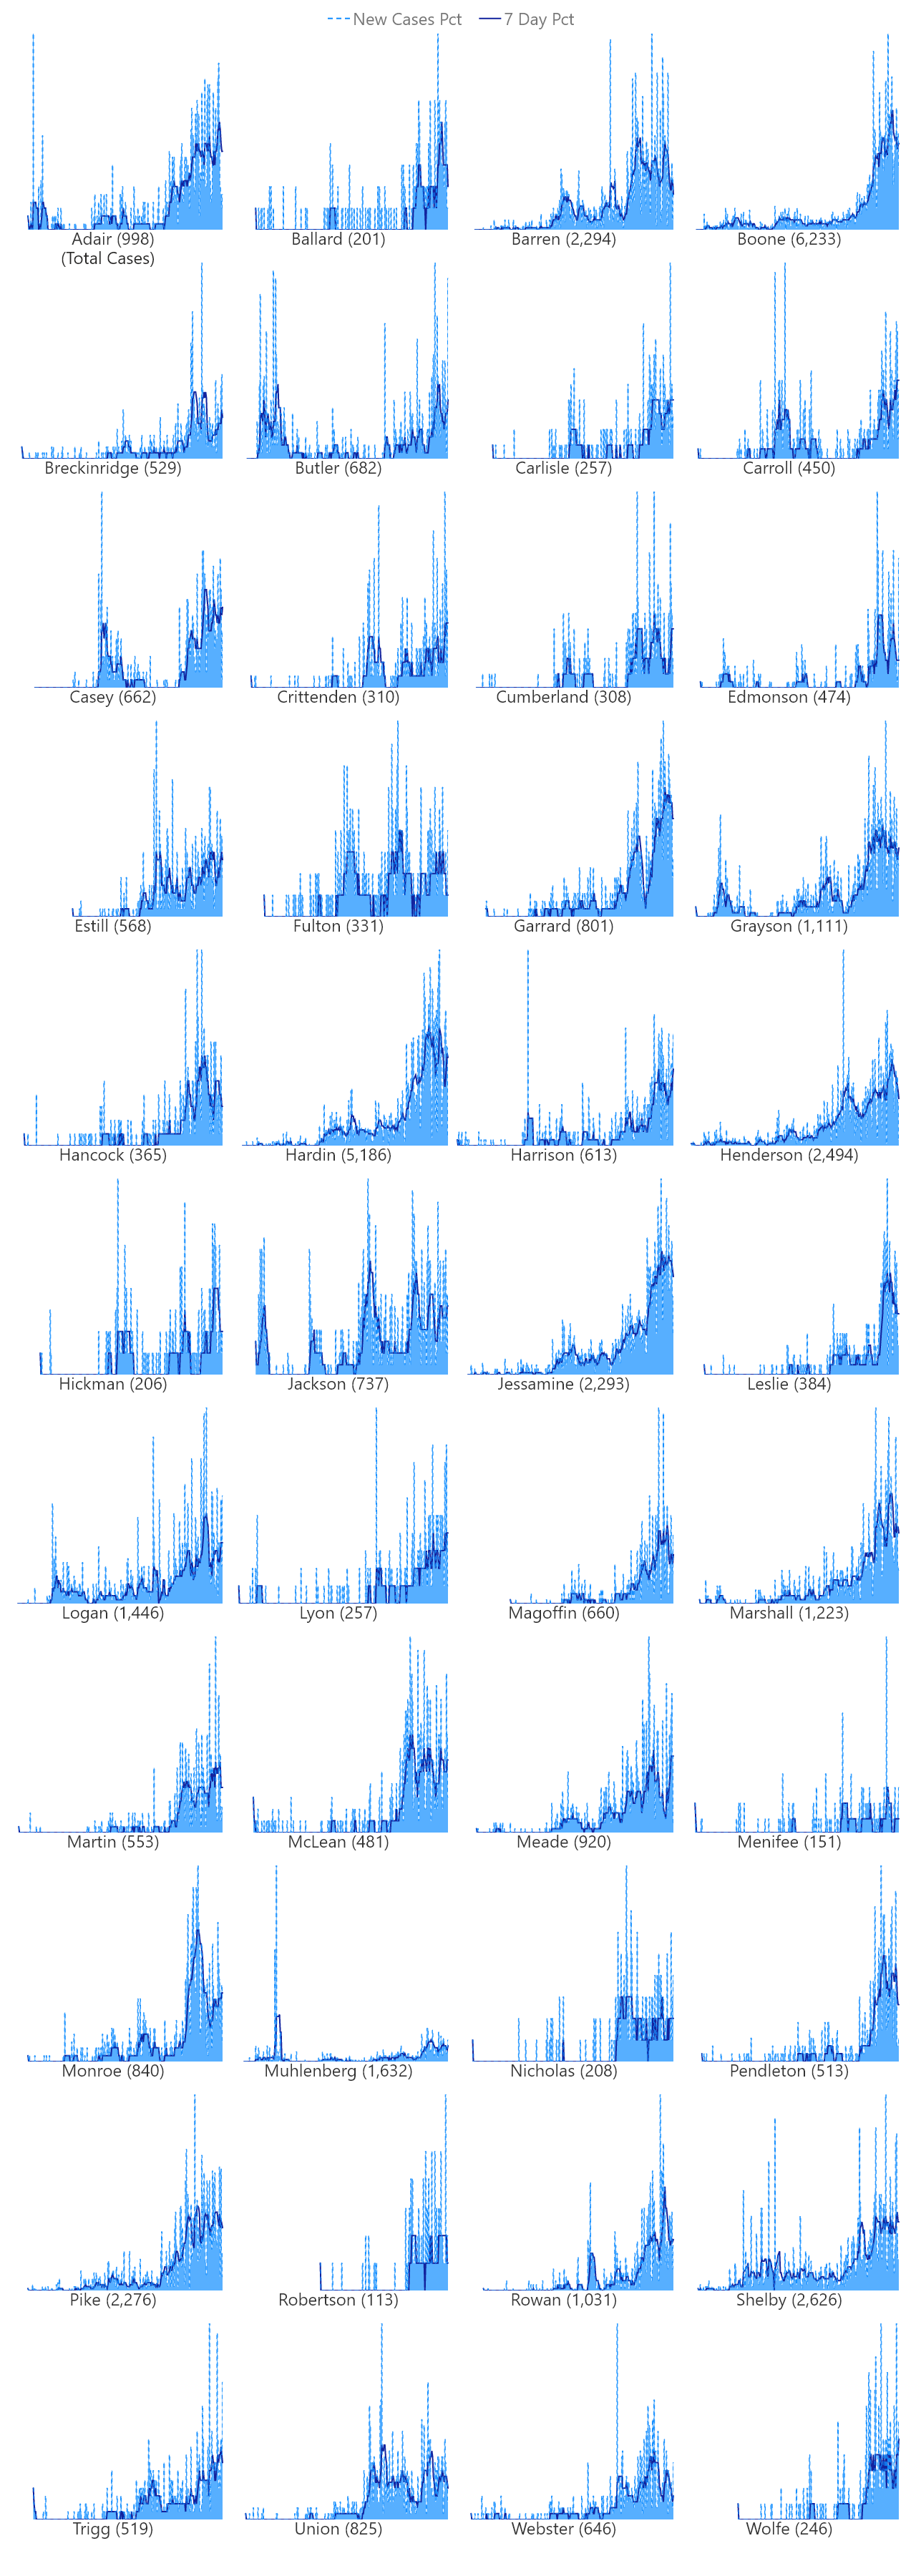 New Cases Pct 7 Day Pct
Adair (998) Ballard (201) Barren (2,294) Boone (6,233)
(Total Cases)
Breckinridge (529) Butler (682) Carlisle (257) Carroll (450)
Casey (662) Crittenden (310) Cumberland (308) Edmonson (474)
Estill (568) Fulton (331) Garrard (801) Grayson (1,111)
Hancock (365) Hardin (5,186) Harrison (613) Henderson (2,494)
Hickman (206) Jackson (737) Jessamine (2,293) Leslie (384)
Logan (1,446) Lyon (257) Magoffin (660) Marshall (1,223)
Martin (553) McLean (481) Meade (920) Menifee (151)
Monroe (840) Muhlenberg (1,632) Nicholas (208) Pendleton (513)
Pike (2,276) Robertson (113) Rowan (1,031) Shelby (2,626)
Trigg (519) Union (825) Webster (646) Wolfe (246)